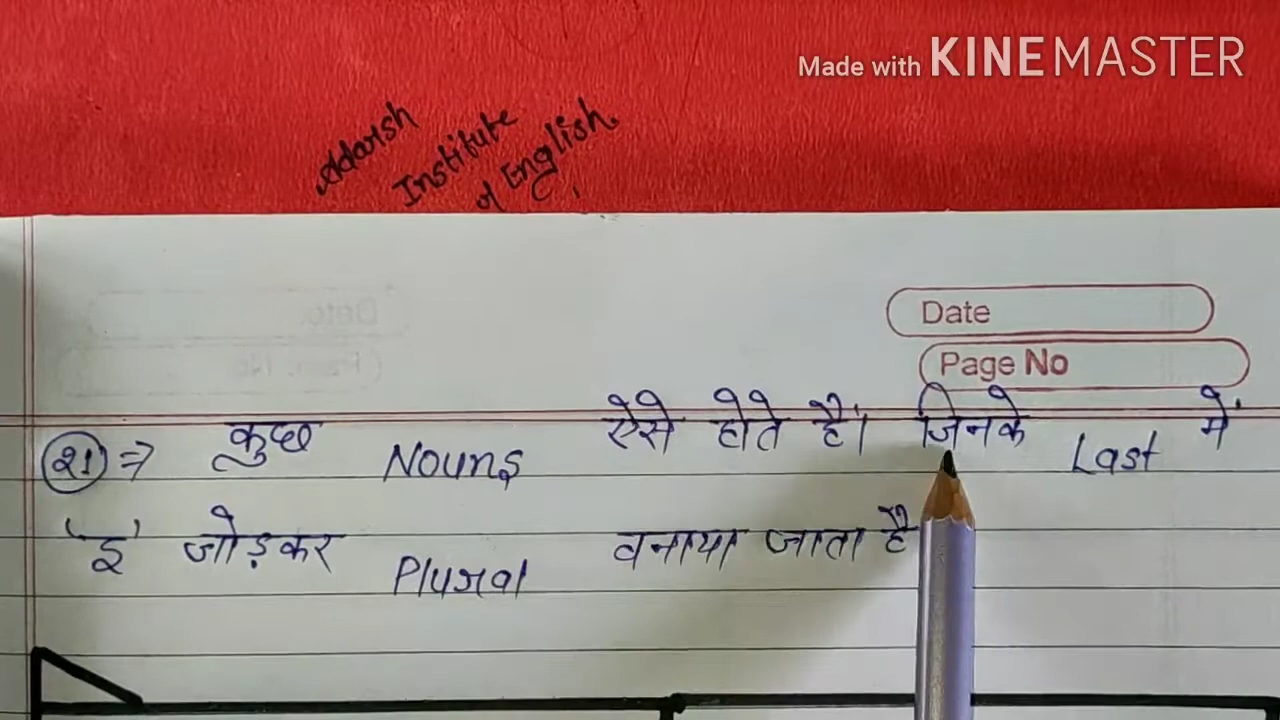 Made with KINEMASTER
Adarsh
Institute
of English
Date
Page No
21 ⇒ कुछ Nouns ऐसे होते हैं। जिनके Last में
'इ' जोड़कर Plural बनाया जाता है